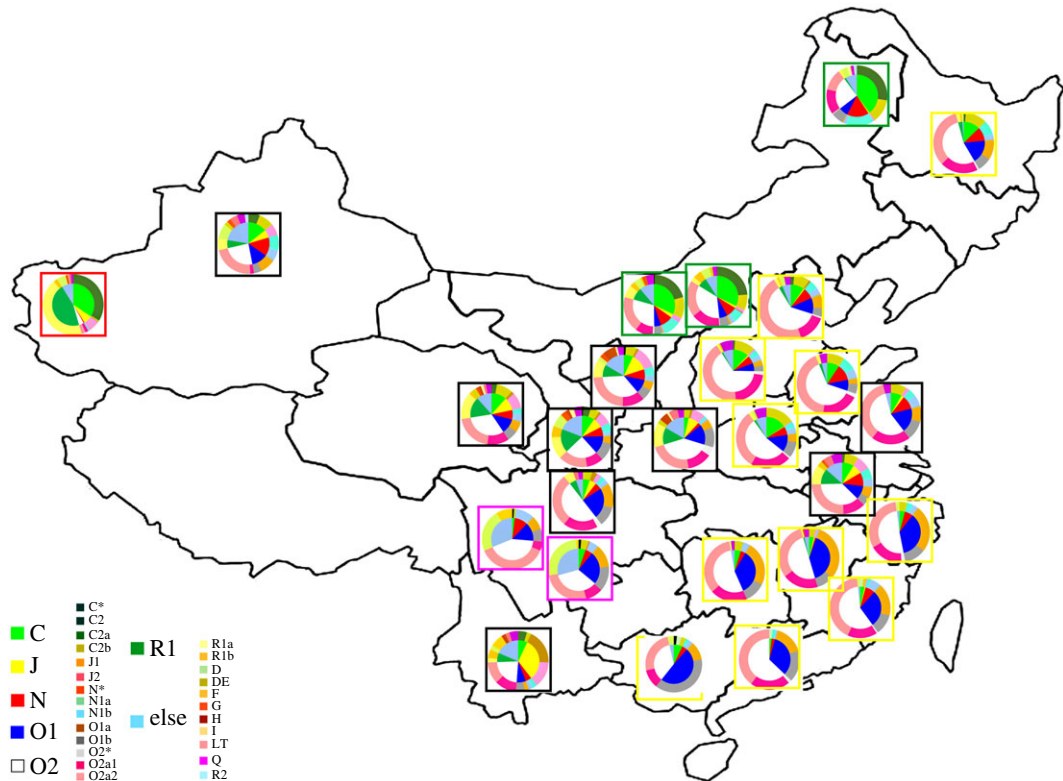 C
J
N
O1
O2
C*
C2
C2a
C2b
J1
J2
N*
N1a
N1b
O1a
O1b
O2*
O2a1
O2a2
R1
else
R1a
R1b
D
DE
F
G
H
I
LT
Q
R2